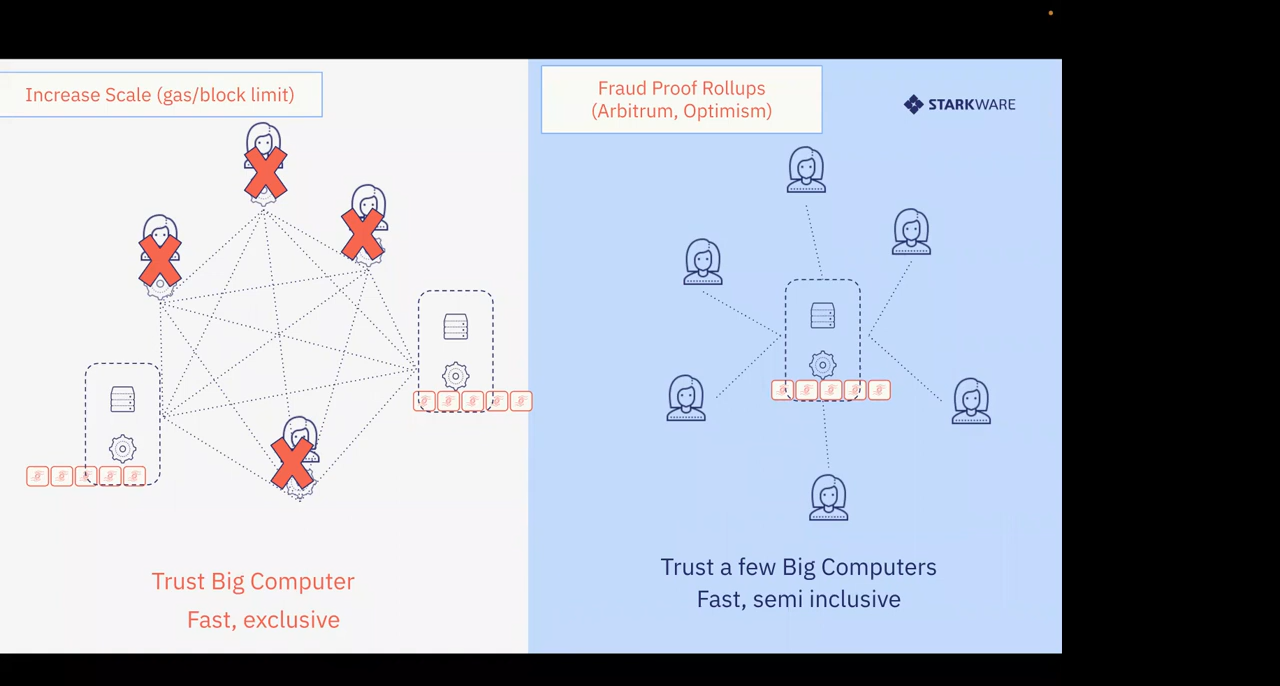 Increase Scale (gas/block limit)
Trust Big Computer
Fast, exclusive
Fraud Proof Rollups
(Arbitrum, Optimism)
STARKWARE
Trust a few Big Computers
Fast, semi inclusive